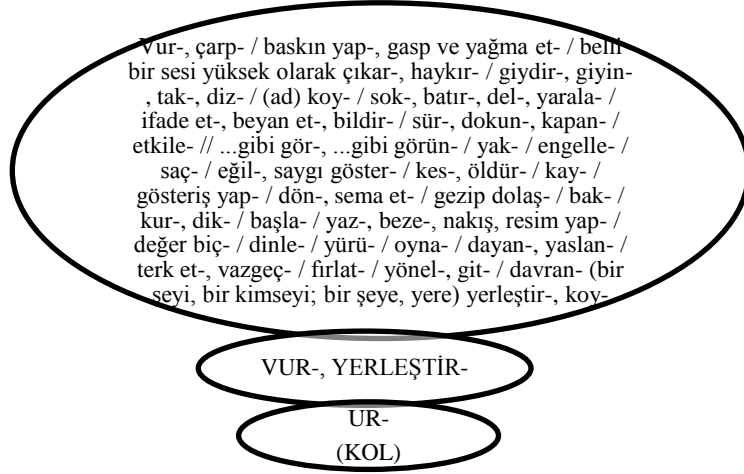 Vur-, çarp- / baskın yap-, gasp ve yağma et- / belli
bir sesi yüksek olarak çıkar-, haykır- / giydir-, giyin-
, tak-, diz- / (ad) koy- / sok-, batır-, del-, yarala- /
ifade et-, beyan et-, bildir- / sür-, dokun-, kapan- /
etkile- // ...gibi gör-, ...gibi görün- / yak- / engelle- /
saç- / eğil-, saygı göster- / kes-, öldür- / kay- /
gösteriş yap- / dön-, sema et- / gezip dolaş- / bak- /
kur-, dik- / başla- / yaz-, beze-, nakış, resim yap- /
değer biç- / dinle- / yürü- / oyna- / dayan-, yaslan- /
terk et-, vazgeç- / fırlat- / yönel-, git- / davran- (bir
şeyi, bir kimseyi; bir şeye, yere) yerleştir-, koy-
VUR-, YERLEŞTİR-
UR-
(KOL)